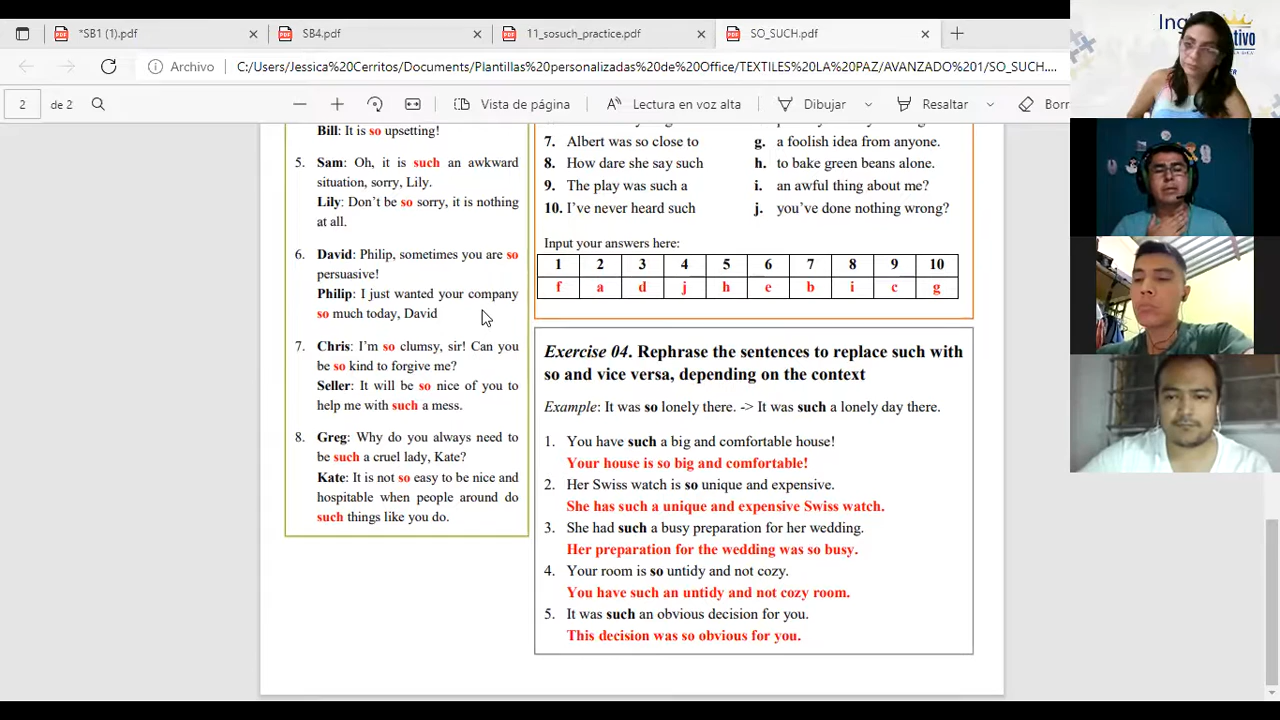 *SB1 (1).pdf
SB4.pdf
11_sosuch_practice.pdf
SO_SUCH.pdf
Archivo
C:/Users/Jessica%20Cerritos/Documents/Plantillas%20personalizadas%20de%20Office/TEXTILES%20LA%20PAZ/AVANZADO%201/SO_SUCH....
2
de 2
Vista de página
Lectura en voz alta
Dibujar
Resaltar
Borr
Bill: It is so upsetting!
5. Sam: Oh, it is such an awkward
situation, sorry, Lily.
Lily: Don't be so sorry, it is nothing
at all.
6. David: Philip, sometimes you are so
persuasive!
Philip: I just wanted your company
so much today, David
7. Chris: I'm so clumsy, sir! Can you
be so kind to forgive me?
Seller: It will be so nice of you to
help me with such a mess.
8. Greg: Why do you always need to
be such a cruel lady, Kate?
Kate: It is not so easy to be nice and
hospitable when people around do
such things like you do.
7. Albert was so close to
g. a foolish idea from anyone.
8. How dare she say such
h. to bake green beans alone.
9. The play was such a
i. an awful thing about me?
10. I've never heard such
j. you've done nothing wrong?
Input your answers here:
1 2 3 4 5 6 7 8 9 10
f a d j h e b i c g
Exercise 04. Rephrase the sentences to replace such with
so and vice versa, depending on the context
Example: It was so lonely there. -> It was such a lonely day there.
1. You have such a big and comfortable house!
Your house is so big and comfortable!
2. Her Swiss watch is so unique and expensive.
She has such a unique and expensive Swiss watch.
3. She had such a busy preparation for her wedding.
Her preparation for the wedding was so busy.
4. Your room is so untidy and not cozy.
You have such an untidy and not cozy room.
5. It was such an obvious decision for you.
This decision was so obvious for you.